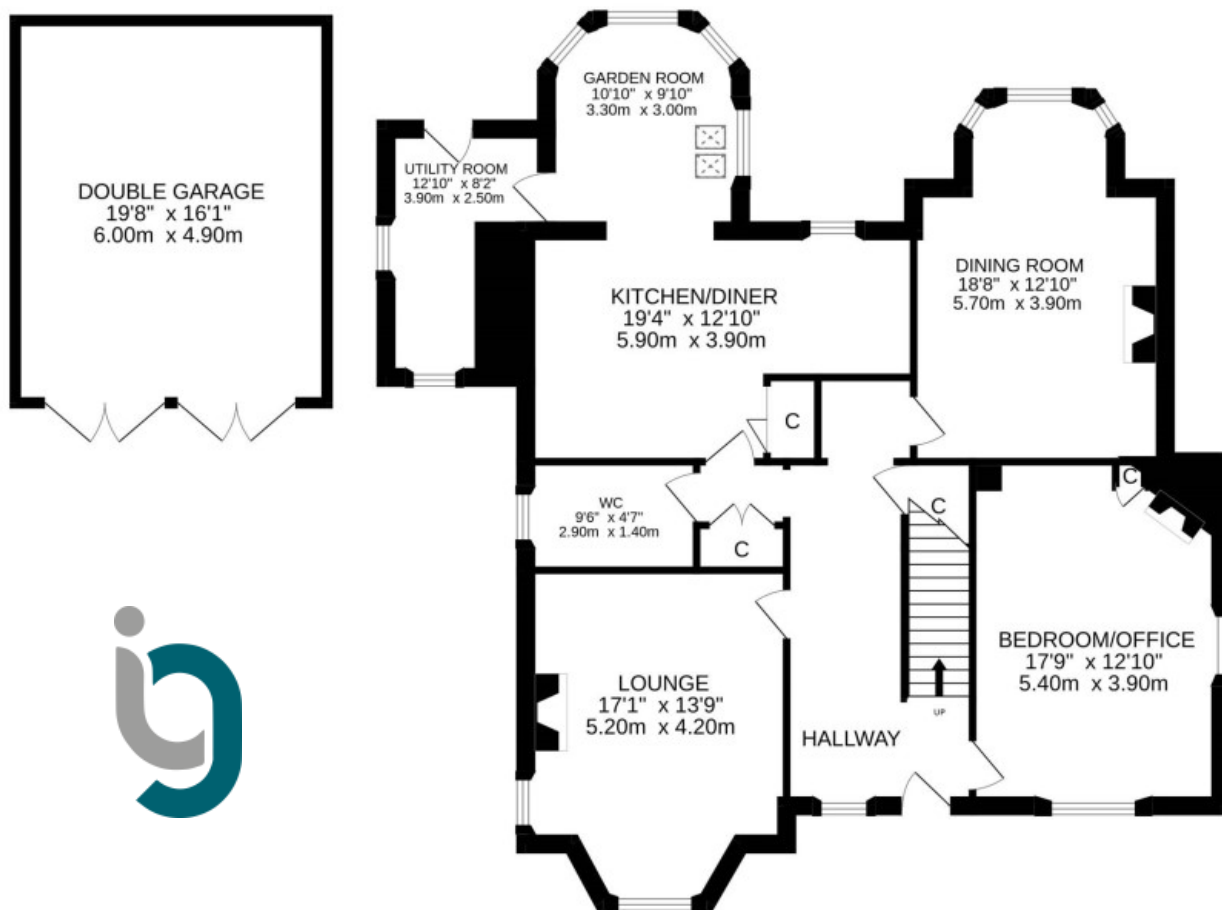 GARDEN ROOM
10'10" x 9'10"
3.30m x 3.00m
UTILITY ROOM
12'10" x 8'2"
3.90m x 2.50m
DOUBLE GARAGE
19'8" x 16'1"
6.00m x 4.90m
KITCHEN/DINER
19'4" x 12'10"
5.90m x 3.90m
DINING ROOM
18'8" x 12'10"
5.70m x 3.90m
C
WC
9'6" x 4'7"
2.90m x 1.40m
C
C
C
LOUNGE
17'1" x 13'9"
5.20m x 4.20m
BEDROOM/OFFICE
17'9" x 12'10"
5.40m x 3.90m
UP
HALLWAY
ig